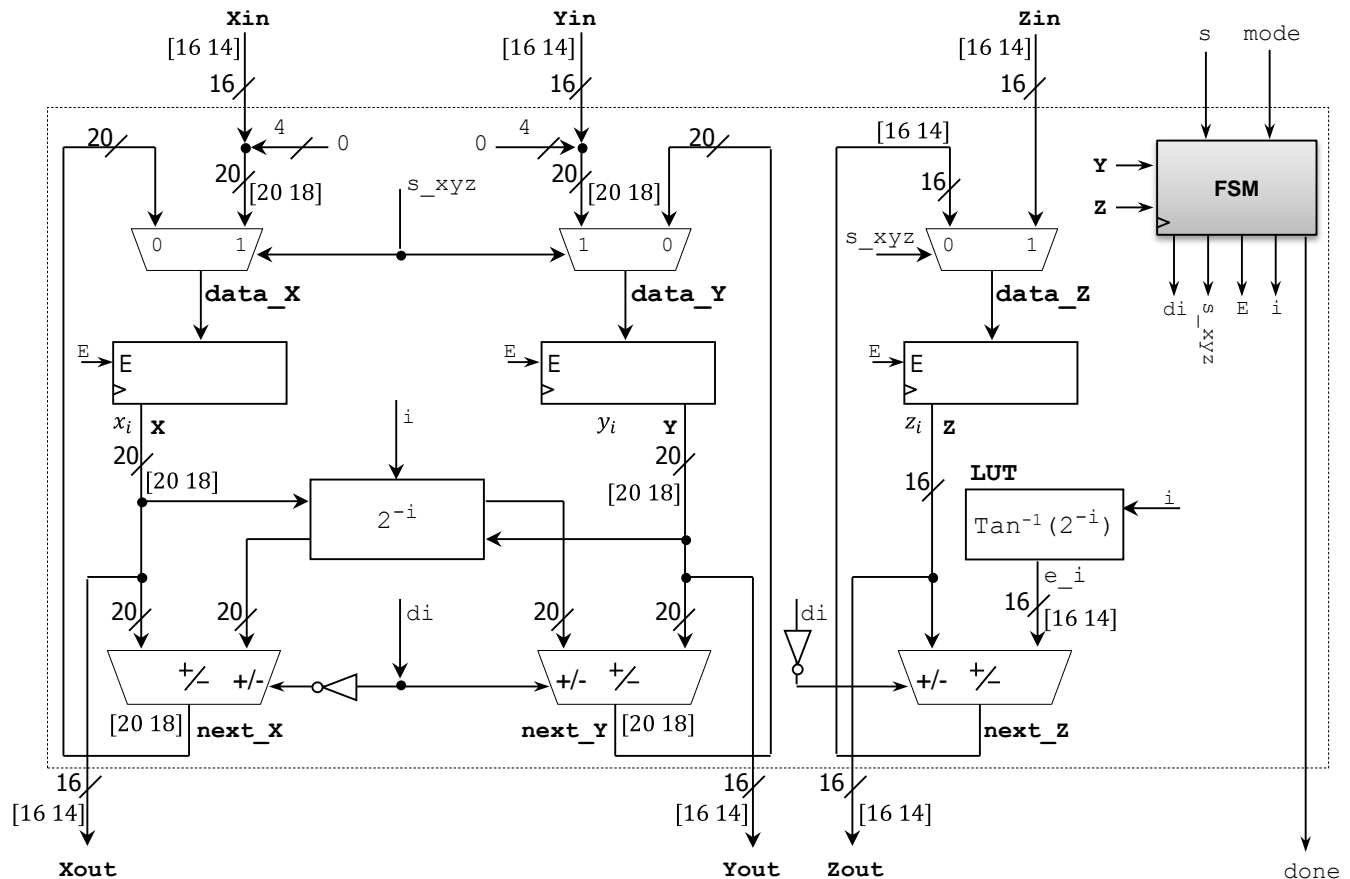 Xin
Yin
Zin
[16 14]
[16 14]
[16 14]
s
mode
16
16
16
20
4
0
0
4
20
[16 14]
20
[20 18]
20
[20 18]
16
Y
Z
FSM
s_xyz
s_xyz
0
1
1
0
0
1
data_X
data_Y
data_Z
di
s_xyz
E
i
E
E
E
E
E
E
x_i
X
i
y_i
Y
z_i
Z
20
20
[20 18]
[20 18]
16
LUT
2^-i
Tan^-1(2^-i)
i
e_i
20
20
di
20
20
di
16
[16 14]
+/−
+/-
+/-
+/−
+/-
+/−
[20 18]
next_X
next_Y
[20 18]
next_Z
16
16
16
[16 14]
[16 14]
[16 14]
Xout
Yout
Zout
done